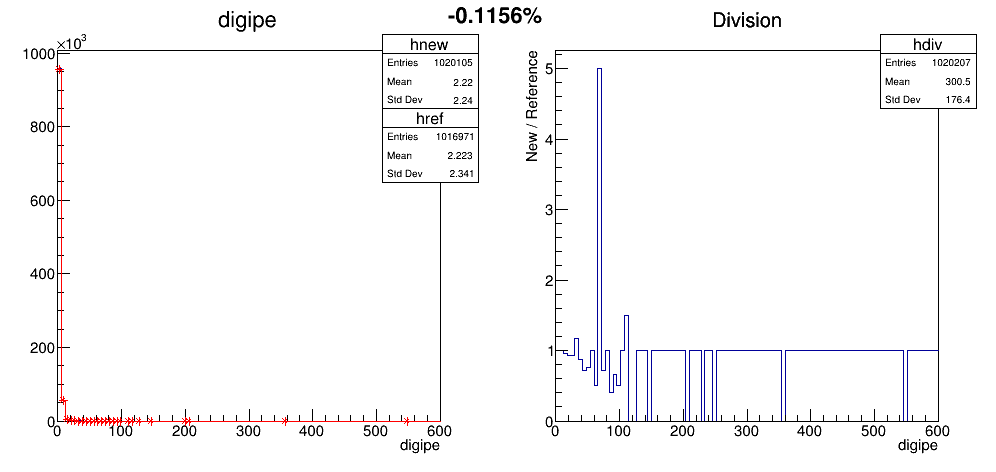 -0.1156%
digipe
×10³
hnew
Entries 1020105
Mean 2.22
Std Dev 2.24
href
Entries 1016971
Mean 2.223
Std Dev 2.341
1000
800
600
400
200
0
0 100 200 300 400 500 600
digipe
Division
hdiv
Entries 1020207
Mean 300.5
Std Dev 176.4
New / Reference
5
4
3
2
1
0
0 100 200 300 400 500 600
digipe